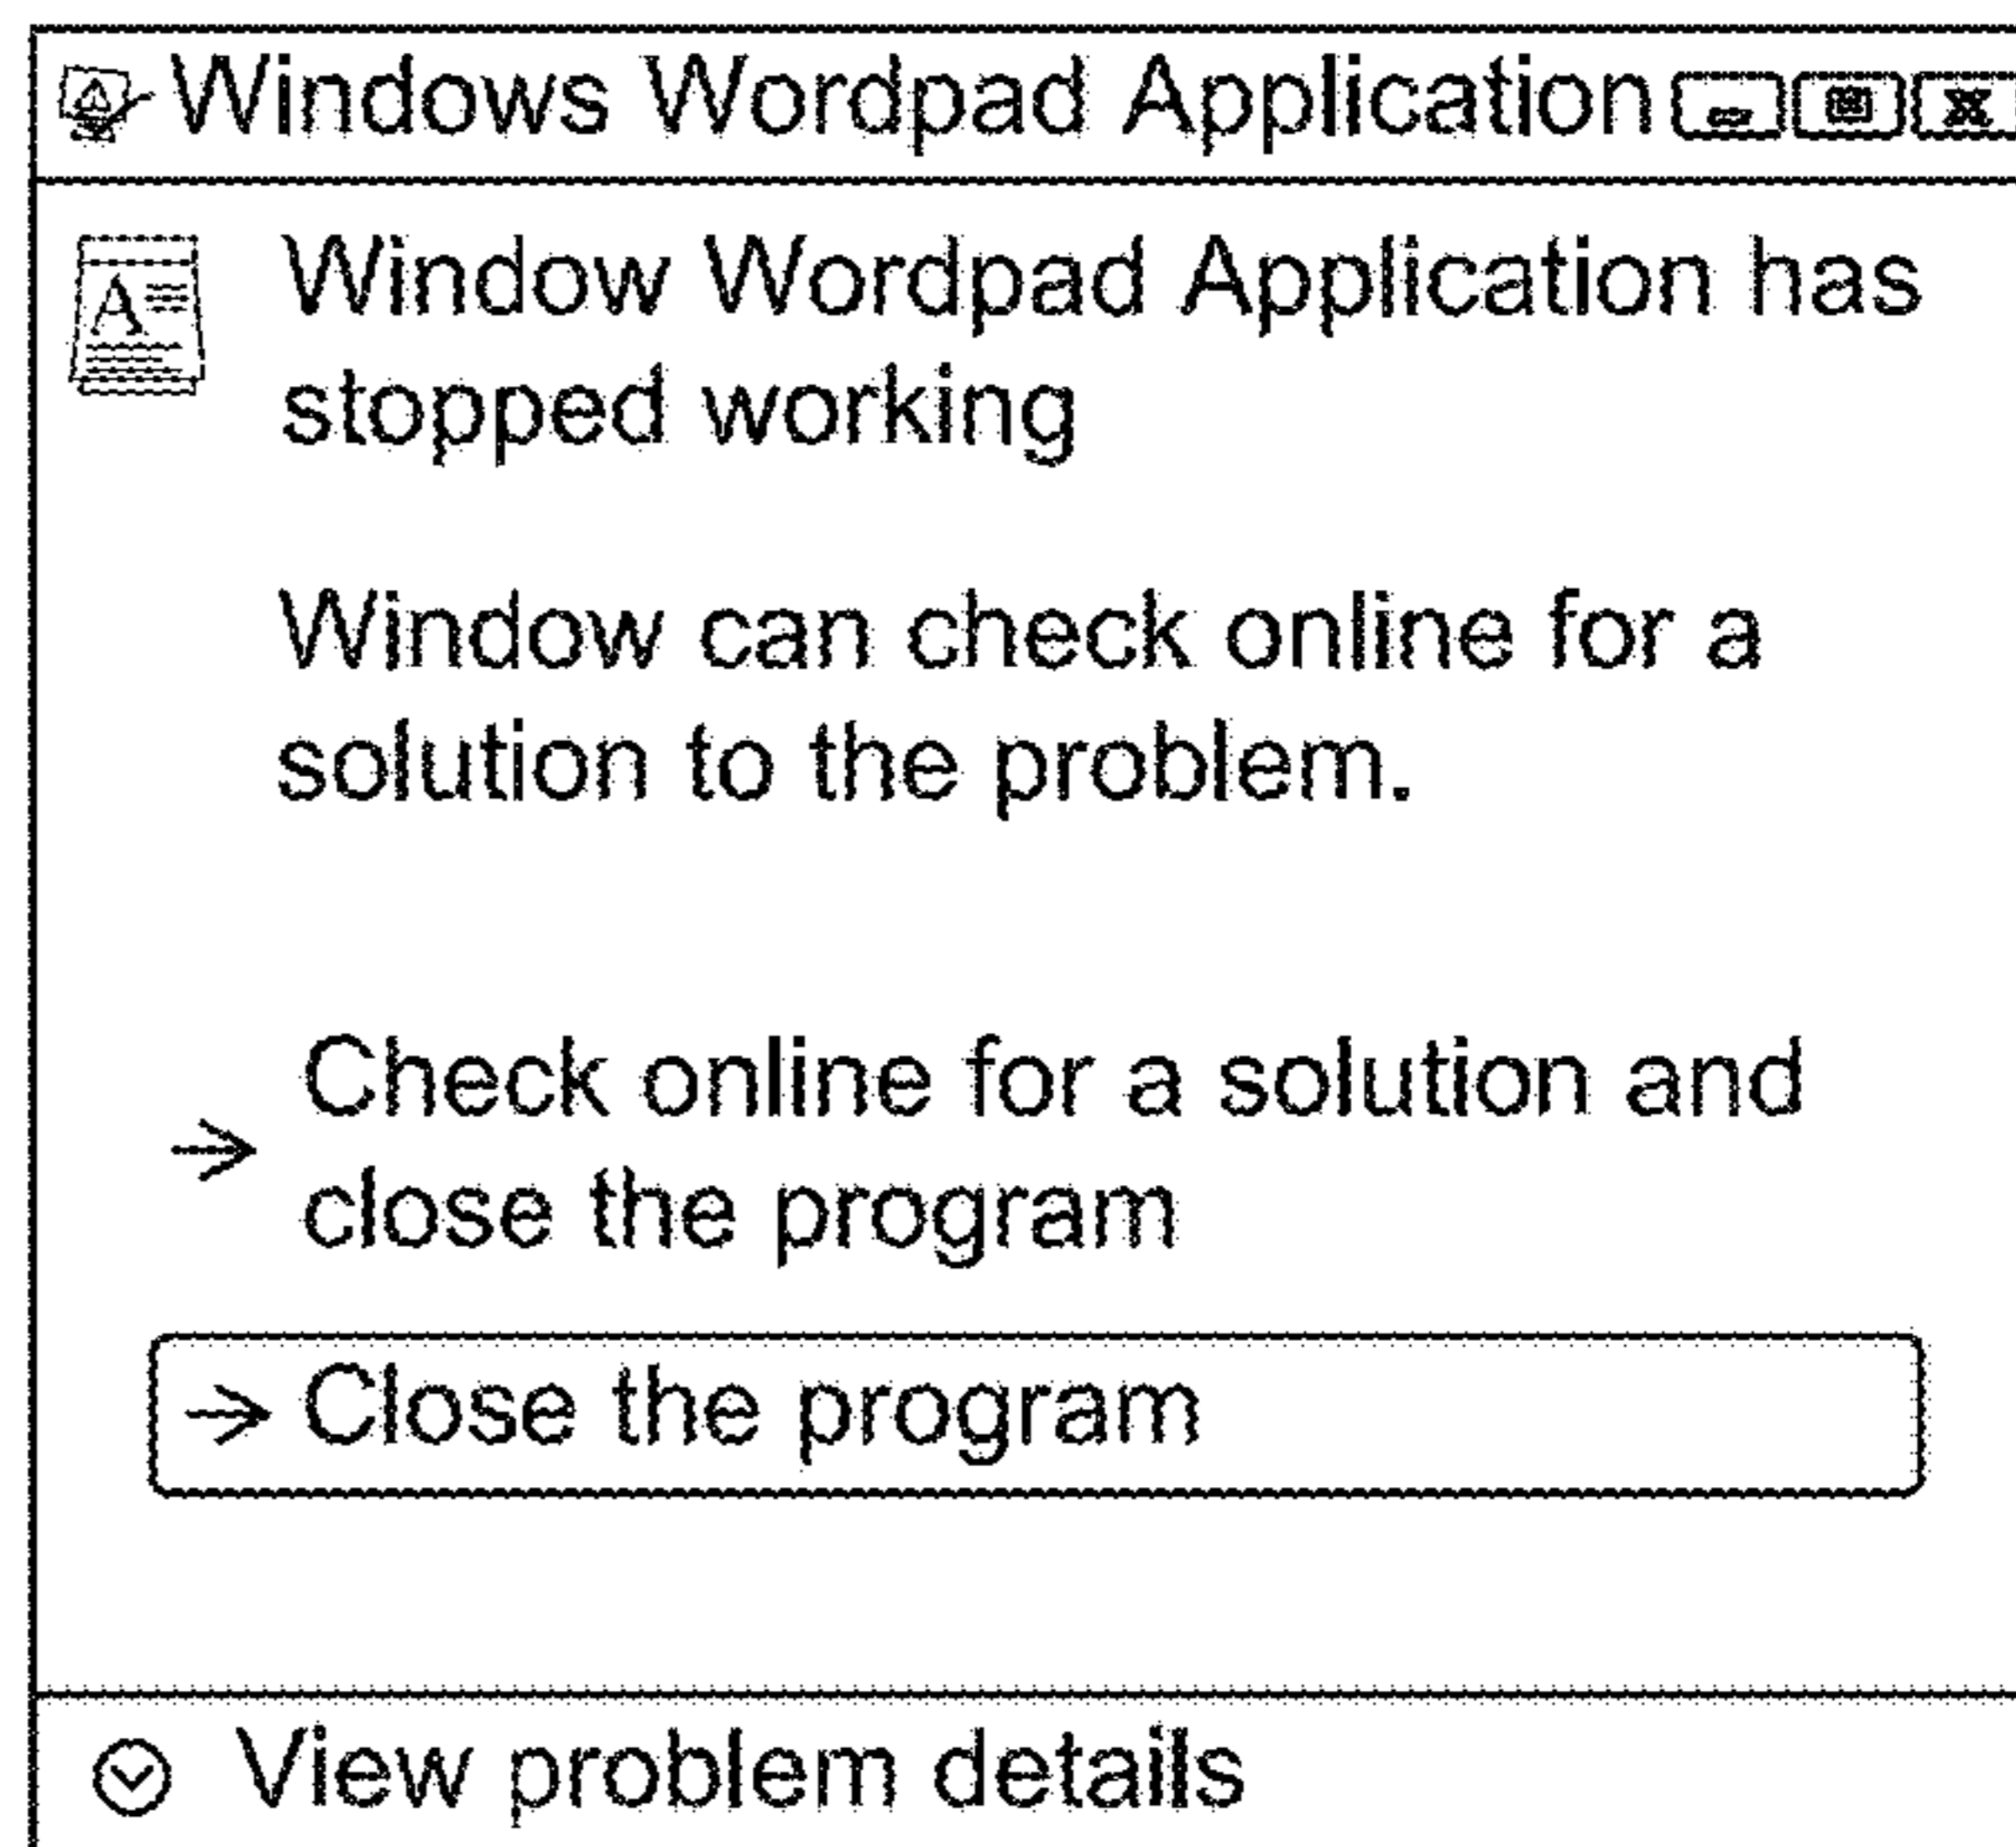 Windows Wordpad Application
Window Wordpad Application has
stopped working
Window can check online for a
solution to the problem.
Check online for a solution and
close the program
Close the program
View problem details